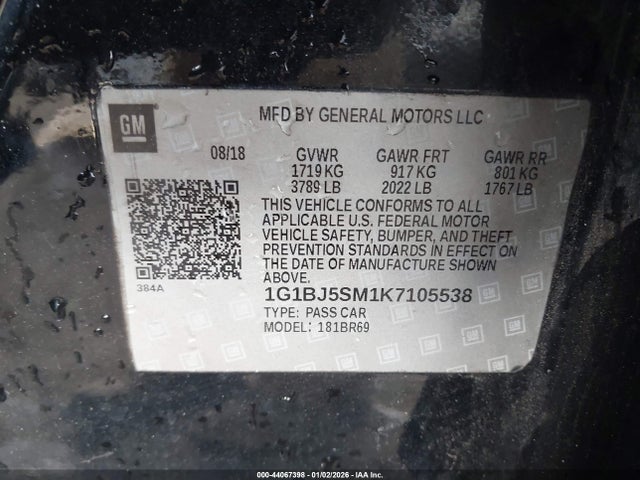 GM
MFD BY GENERAL MOTORS LLC
08/18 GVWR GAWR FRT GAWR RR
1719 KG 917 KG 801 KG
3789 LB 2022 LB 1767 LB
THIS VEHICLE CONFORMS TO ALL
APPLICABLE U.S. FEDERAL MOTOR
VEHICLE SAFETY, BUMPER, AND THEFT
PREVENTION STANDARDS IN EFFECT ON
THE DATE OF MANUFACTURE SHOWN
ABOVE.
384A
1G1BJ5SM1K7105538
TYPE: PASS CAR
MODEL: 181BR69
000-44067398 - 01/02/2026 - IAA Inc.